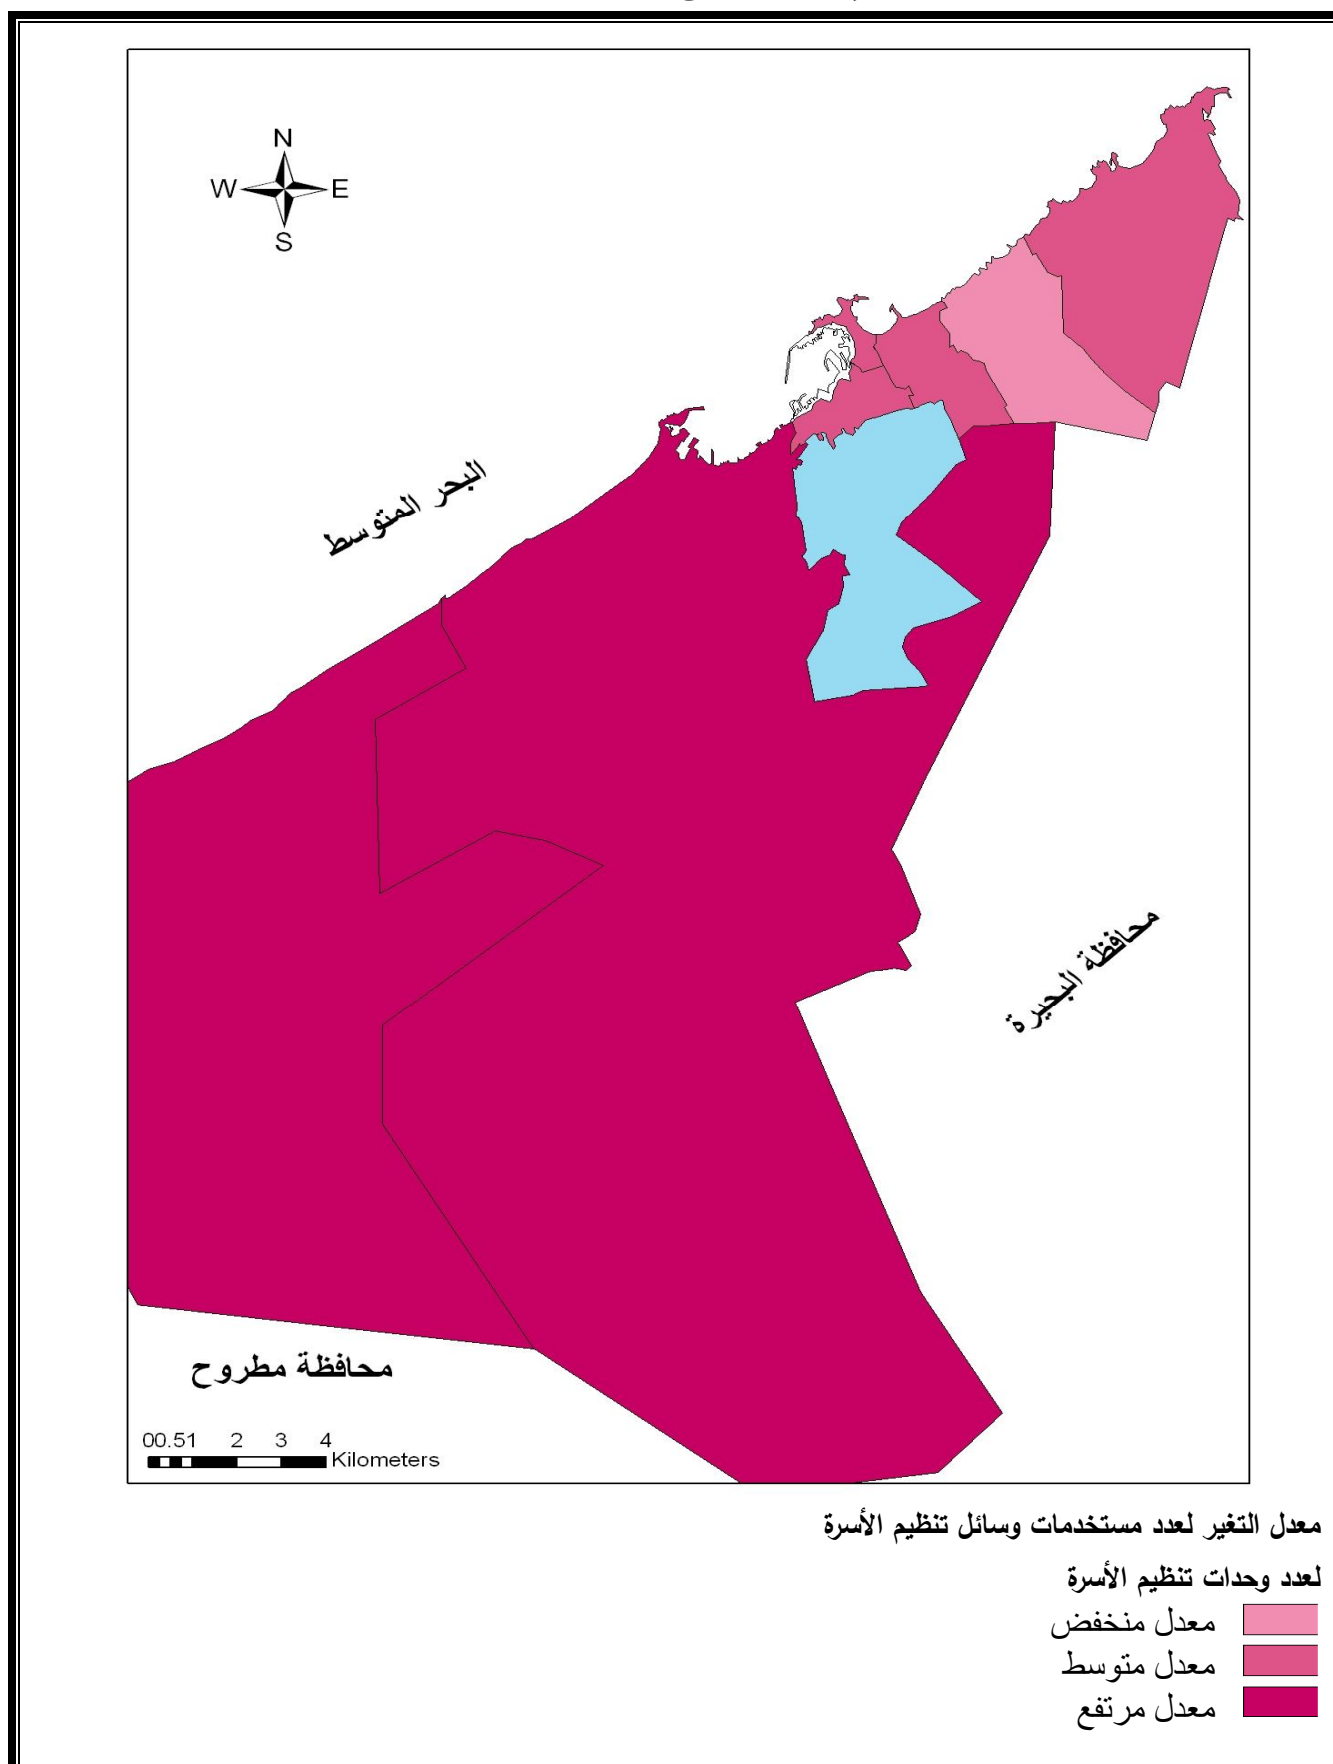 N
W E
S
البحر المتوسط
محافظة البحيرة
محافظة مطروح
00.51 2 3 4
Kilometers
معدل التغير لعدد مستخدمات وسائل تنظيم الأسرة
لعدد وحدات تنظيم الأسرة
معدل منخفض
معدل متوسط
معدل مرتفع